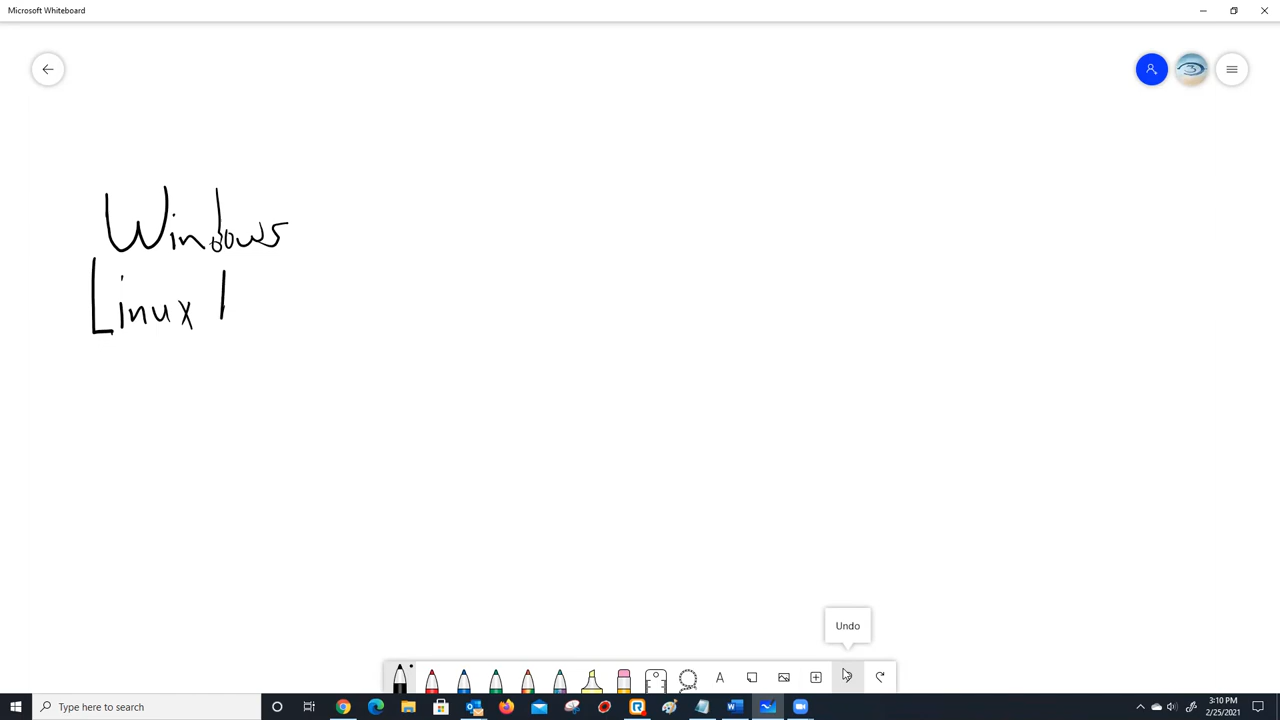 Microsoft Whiteboard
Windows
Linux |
Undo
A
Type here to search
3:10 PM
2/25/2021